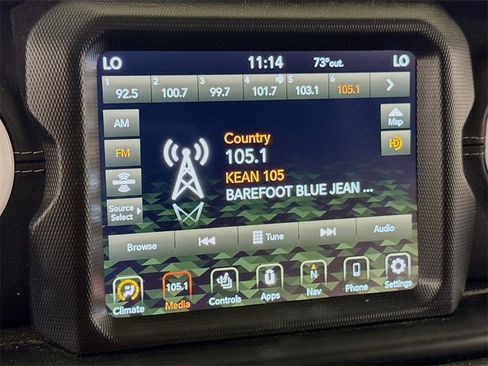 LO 11:14 73°out. LO
1 2 3 4 HD 5 6
92.5 100.7 99.7 101.7 103.1 105.1
AM
Map
FM
HD
Country
105.1
KEAN 105
BAREFOOT BLUE JEAN ...
Source
Select
Browse Tune Audio
105.1 N
Climate Media Controls Apps Nav Phone Settings